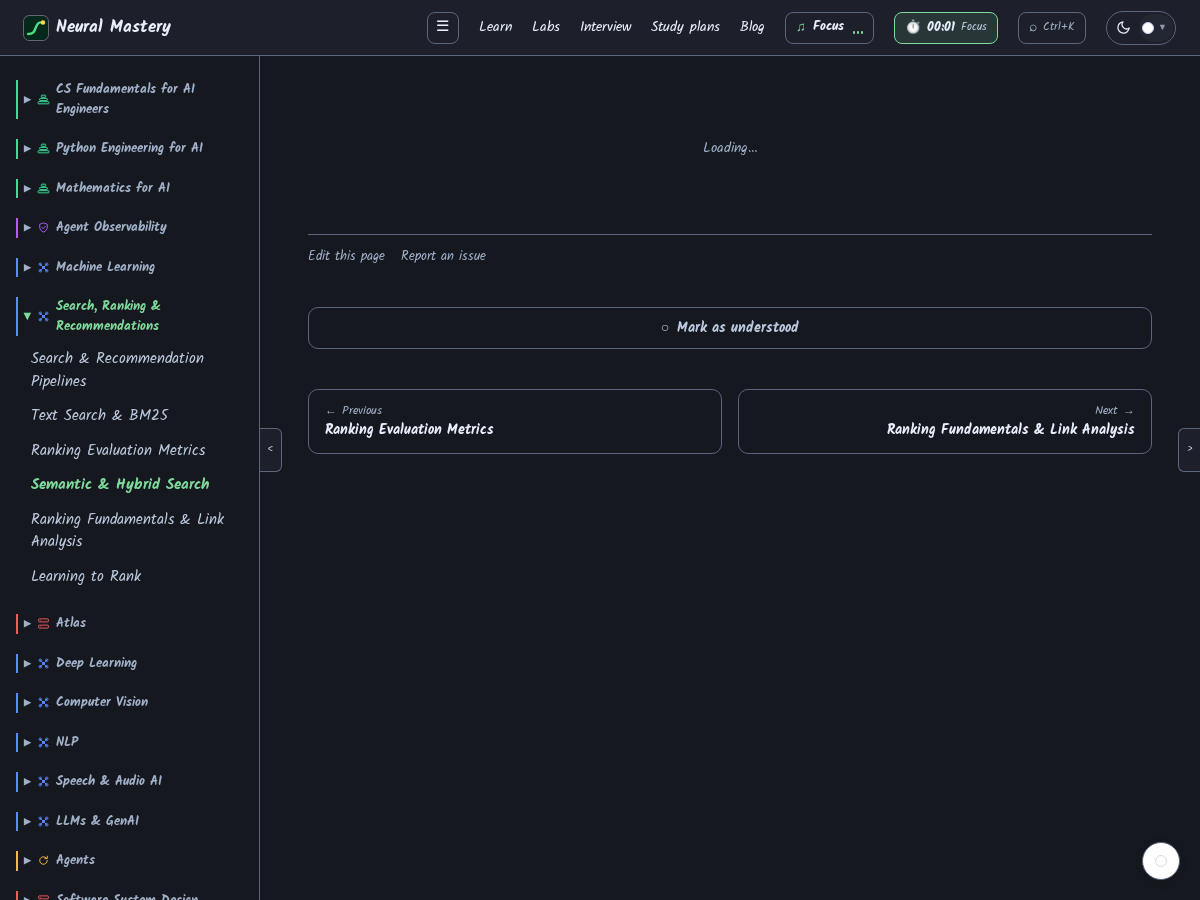 Neural Mastery
Learn
Labs
Interview
Study plans
Blog
Focus ...
00:01 Focus
Ctrl+K
CS Fundamentals for AI
Engineers
Python Engineering for AI
Mathematics for AI
Agent Observability
Machine Learning
Search, Ranking &
Recommendations
Search & Recommendation
Pipelines
Text Search & BM25
Ranking Evaluation Metrics
Semantic & Hybrid Search
Ranking Fundamentals & Link
Analysis
Learning to Rank
Atlas
Deep Learning
Computer Vision
NLP
Speech & Audio AI
LLMs & GenAI
Agents
Software System Design
Loading...
Edit this page
Report an issue
Mark as understood
← Previous
Ranking Evaluation Metrics
Next →
Ranking Fundamentals & Link Analysis
<
>